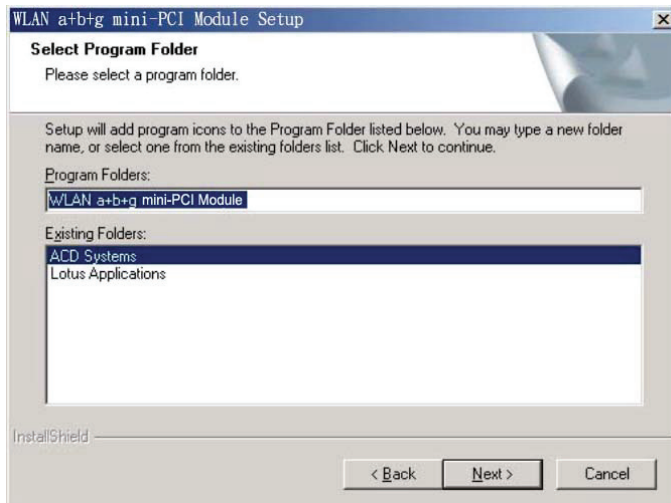 WLAN a+b+g mini-PCI Module Setup
Select Program Folder
Please select a program folder.
Setup will add program icons to the Program Folder listed below. You may type a new folder
name, or select one from the existing folders list. Click Next to continue.
Program Folders:
WLAN a+b+g mini-PCI Module
Existing Folders:
ACD Systems
Lotus Applications
InstallShield
< Back
Next >
Cancel